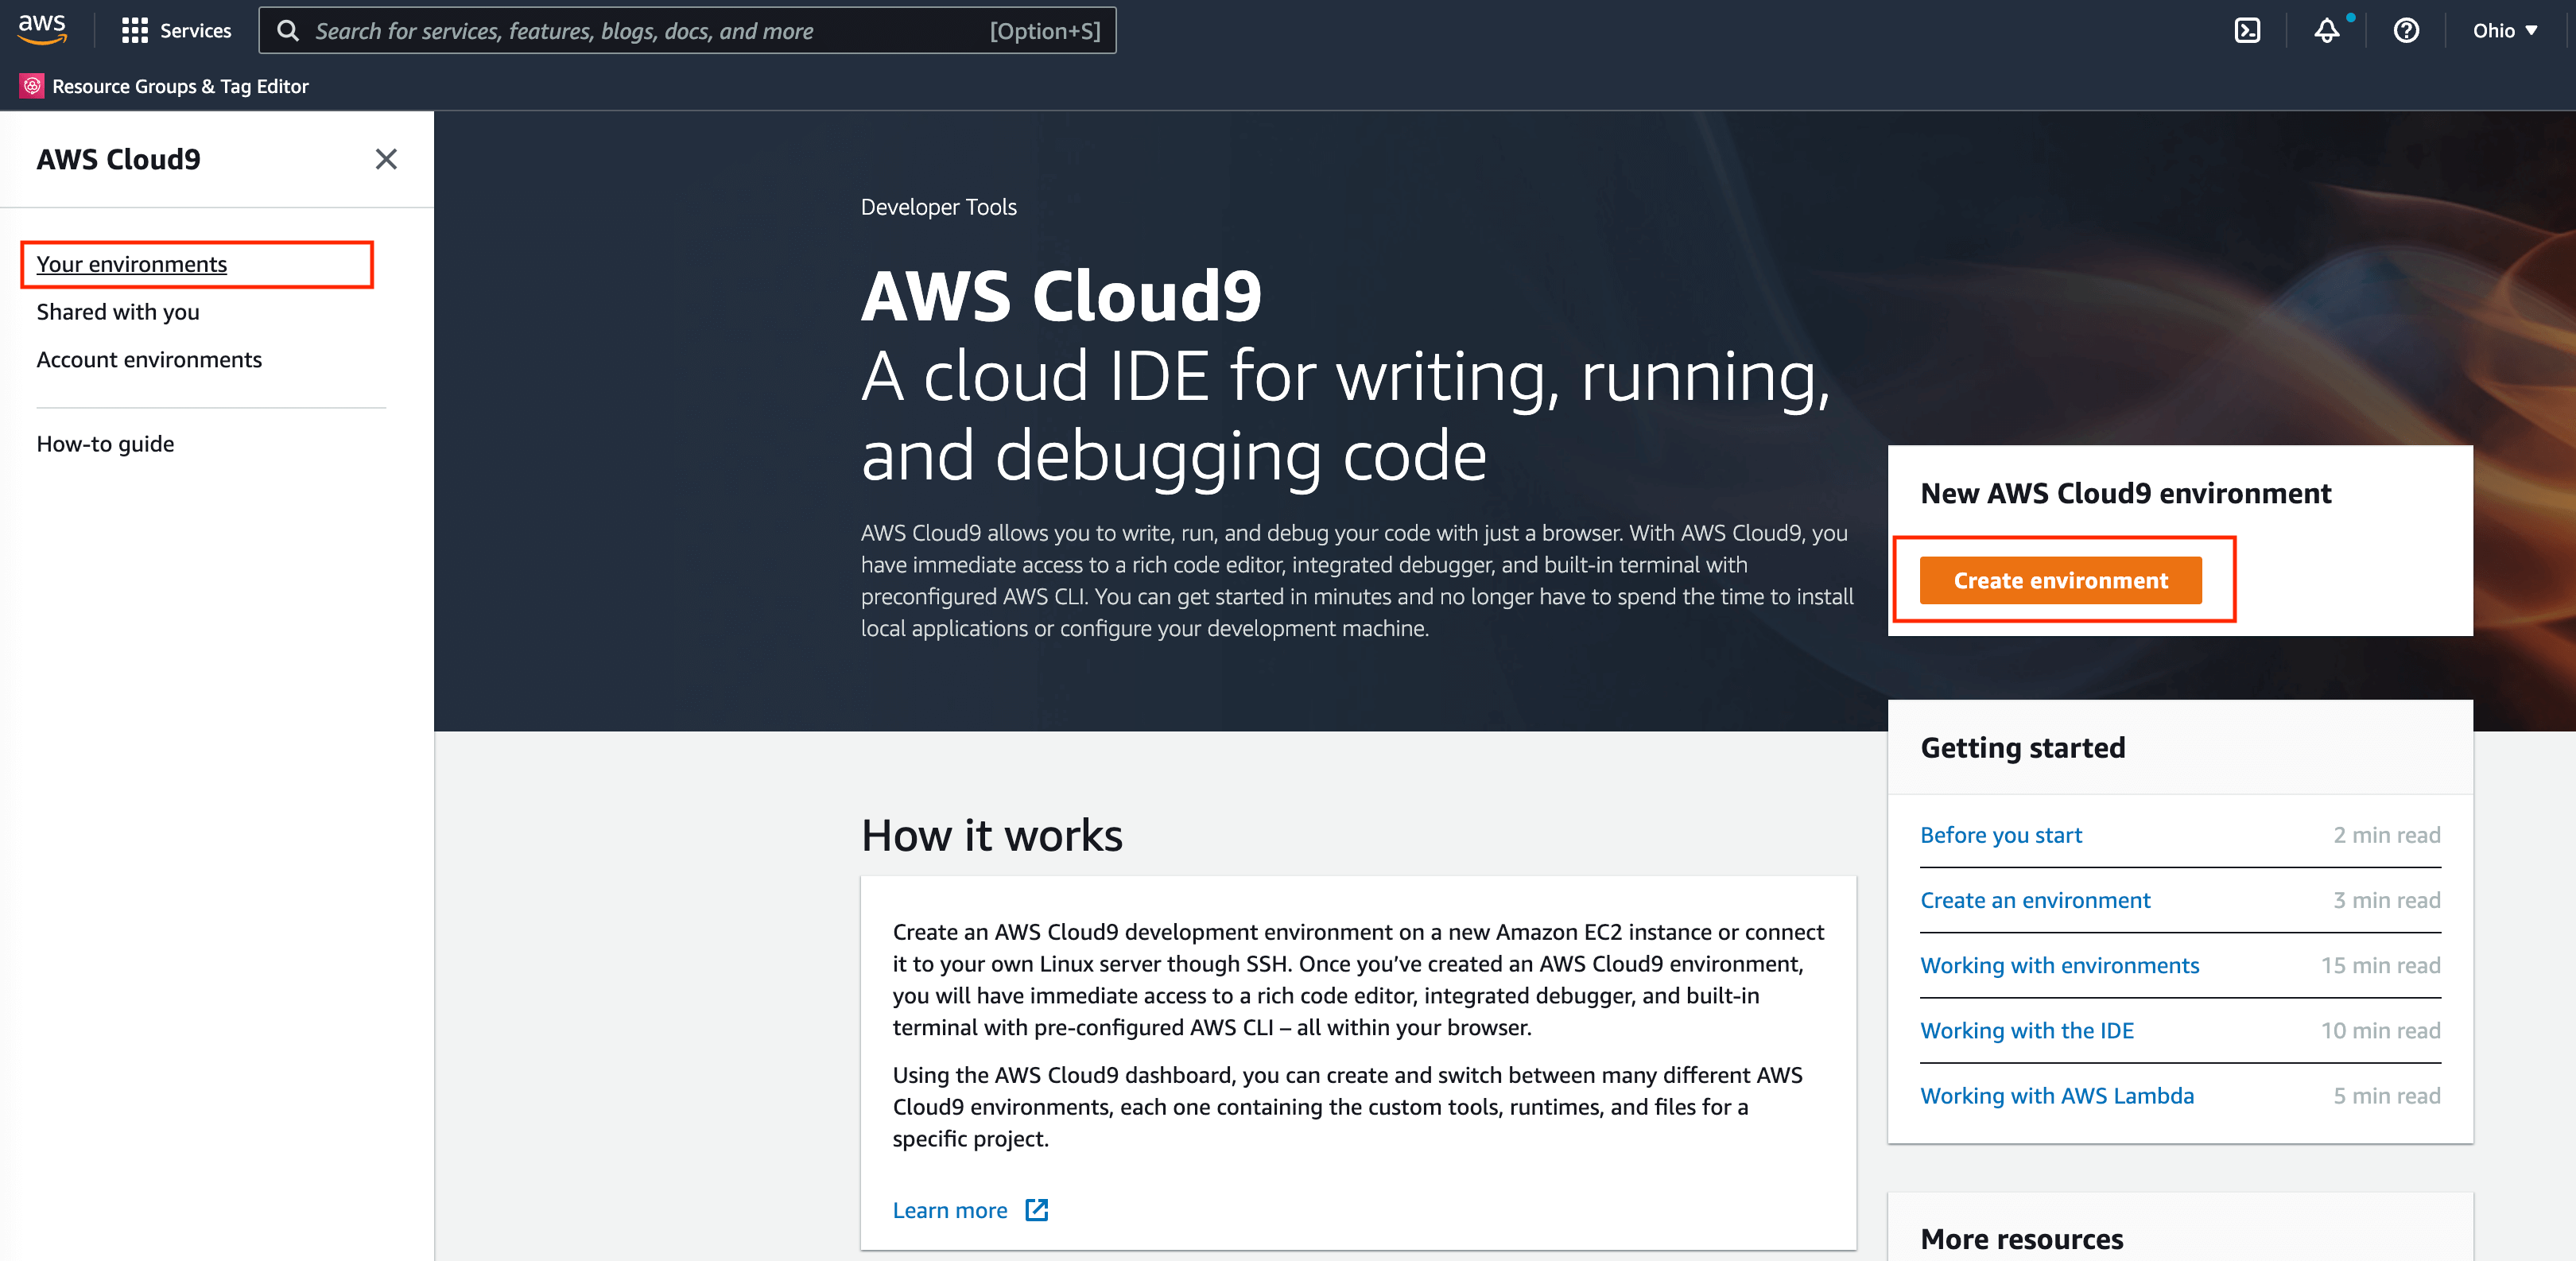 aws
Services
Search for services, features, blogs, docs, and more [Option+S]
Ohio
Resource Groups & Tag Editor
AWS Cloud9
Your environments
Shared with you
Account environments
How-to guide
Developer Tools
AWS Cloud9
A cloud IDE for writing, running,
and debugging code
AWS Cloud9 allows you to write, run, and debug your code with just a browser. With AWS Cloud9, you
have immediate access to a rich code editor, integrated debugger, and built-in terminal with
preconfigured AWS CLI. You can get started in minutes and no longer have to spend the time to install
local applications or configure your development machine.
New AWS Cloud9 environment
Create environment
Getting started
Before you start 2 min read
Create an environment 3 min read
Working with environments 15 min read
Working with the IDE 10 min read
Working with AWS Lambda 5 min read
How it works
Create an AWS Cloud9 development environment on a new Amazon EC2 instance or connect
it to your own Linux server though SSH. Once you’ve created an AWS Cloud9 environment,
you will have immediate access to a rich code editor, integrated debugger, and built-in
terminal with pre-configured AWS CLI – all within your browser.
Using the AWS Cloud9 dashboard, you can create and switch between many different AWS
Cloud9 environments, each one containing the custom tools, runtimes, and files for a
specific project.
Learn more
More resources